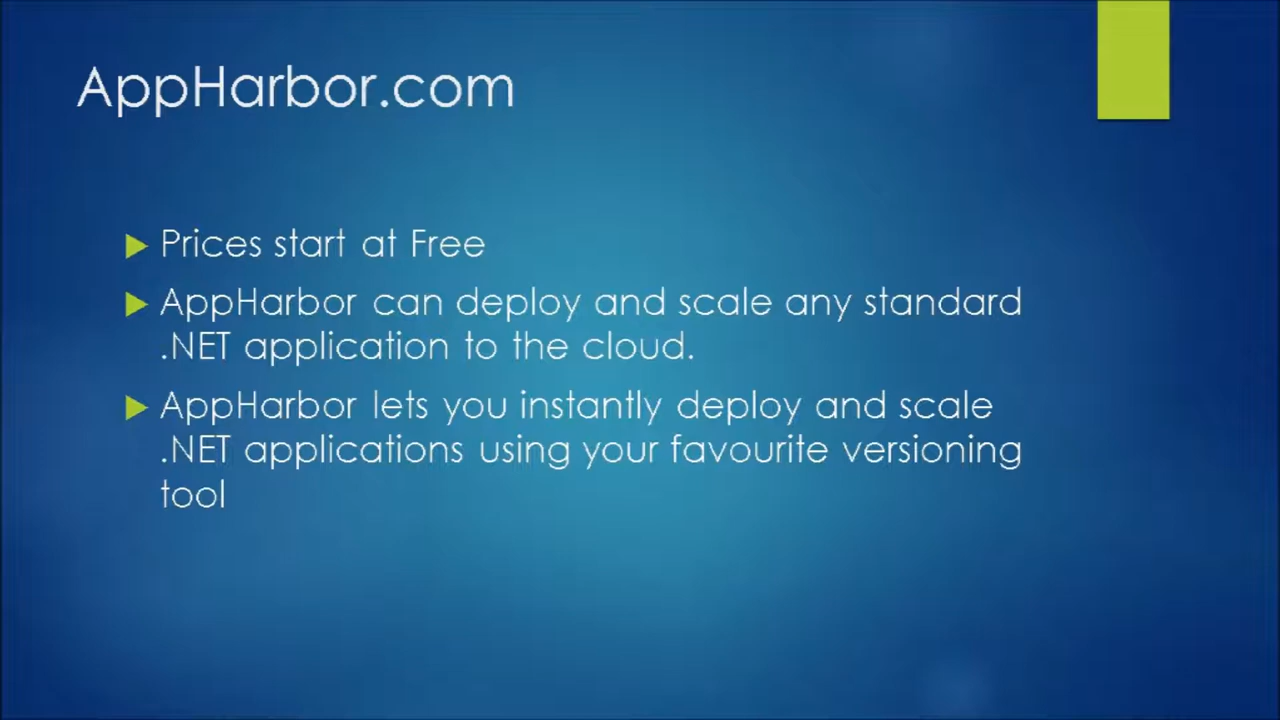 AppHarbor.com
Prices start at Free
AppHarbor can deploy and scale any standard
.NET application to the cloud.
AppHarbor lets you instantly deploy and scale
.NET applications using your favourite versioning
tool